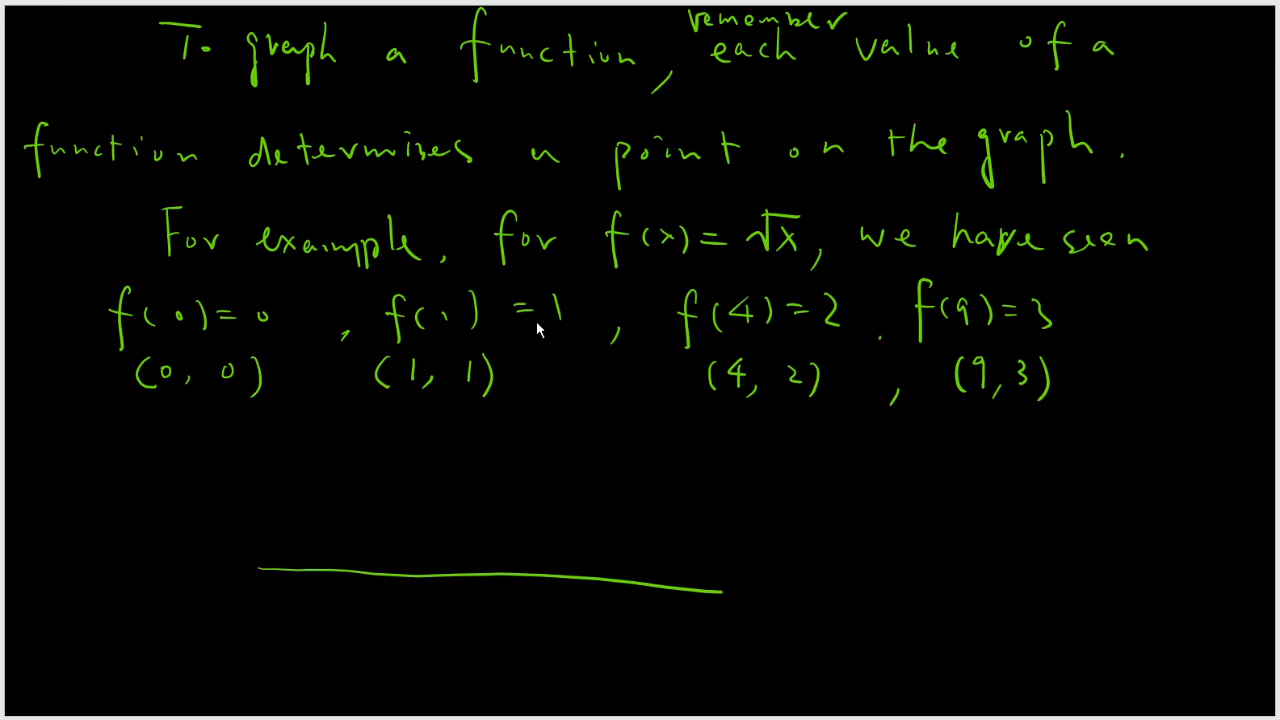 remember
To graph a function, each value of a
function determines a point on the graph.
For example, for f(x) = √x, we have seen
f(0) = 0, f(1) = 1, f(4) = 2, f(9) = 3
(0, 0) (1, 1) (4, 2), (9, 3)